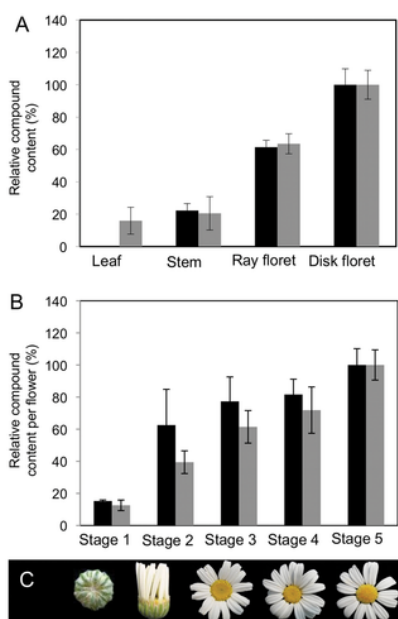 A
Relative compound
content (%)
140
120
100
80
60
40
20
0
Leaf Stem Ray floret Disk floret
B
Relative compound
content per flower (%)
140
120
100
80
60
40
20
0
Stage 1 Stage 2 Stage 3 Stage 4 Stage 5
C